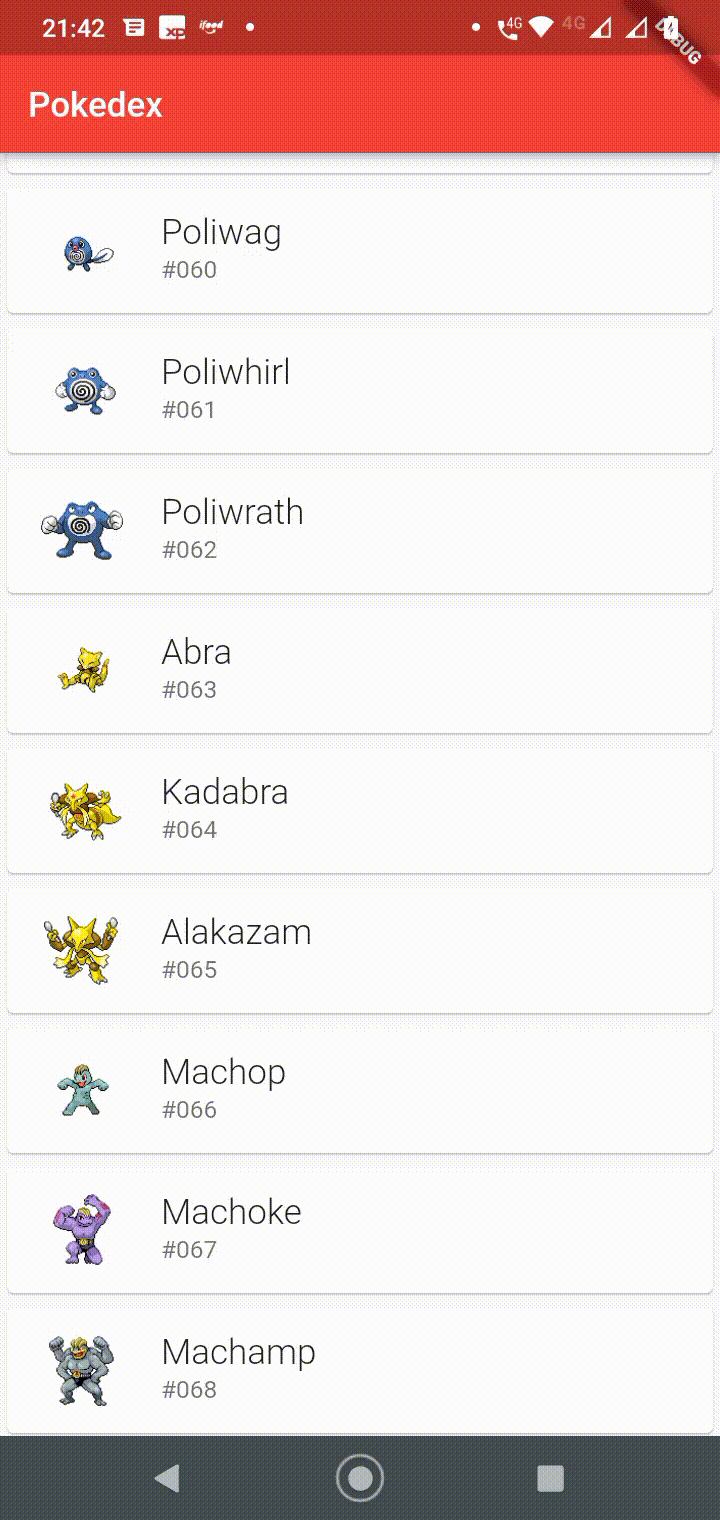 21:42
XP
ifood
4G
4G
DEBUG
Pokedex
Poliwag
#060
Poliwhirl
#061
Poliwrath
#062
Abra
#063
Kadabra
#064
Alakazam
#065
Machop
#066
Machoke
#067
Machamp
#068